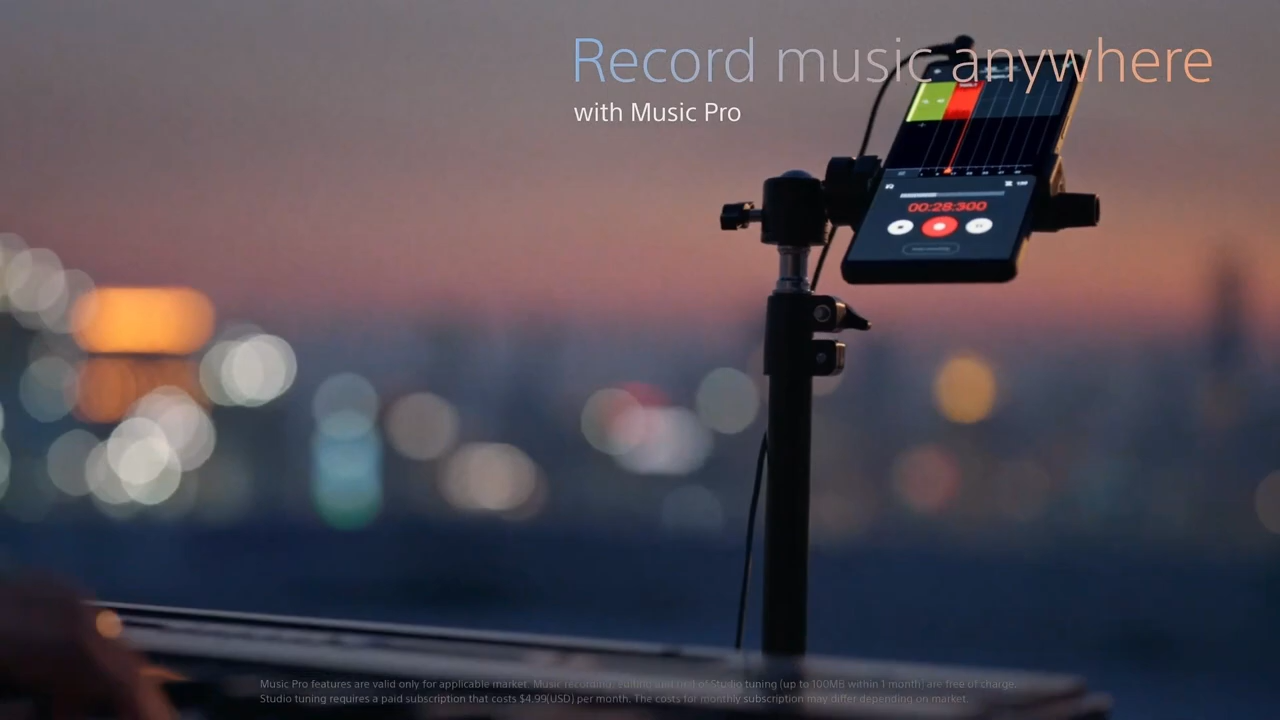 Record music anywhere
with Music Pro
00:28:300
Music Pro features are valid only for applicable market. Music recording, editing and trial of Studio tuning (up to 100MB within 1 month) are free of charge.
Studio tuning requires a paid subscription that costs $4.99(USD) per month. The costs for monthly subscription may differ depending on market.